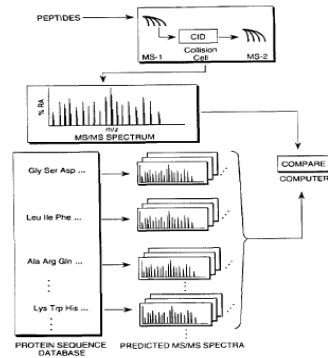 PEPTIDES
CID
Collision
Cell
MS-1
MS-2
% RA
m/z
MS/MS SPECTRUM
COMPARE
COMPUTER
Gly Ser Asp ...
Leu Ile Phe ...
Ala Arg Gln ...
Lys Trp His ...
PROTEIN SEQUENCE
DATABASE
PREDICTED MS/MS SPECTRA